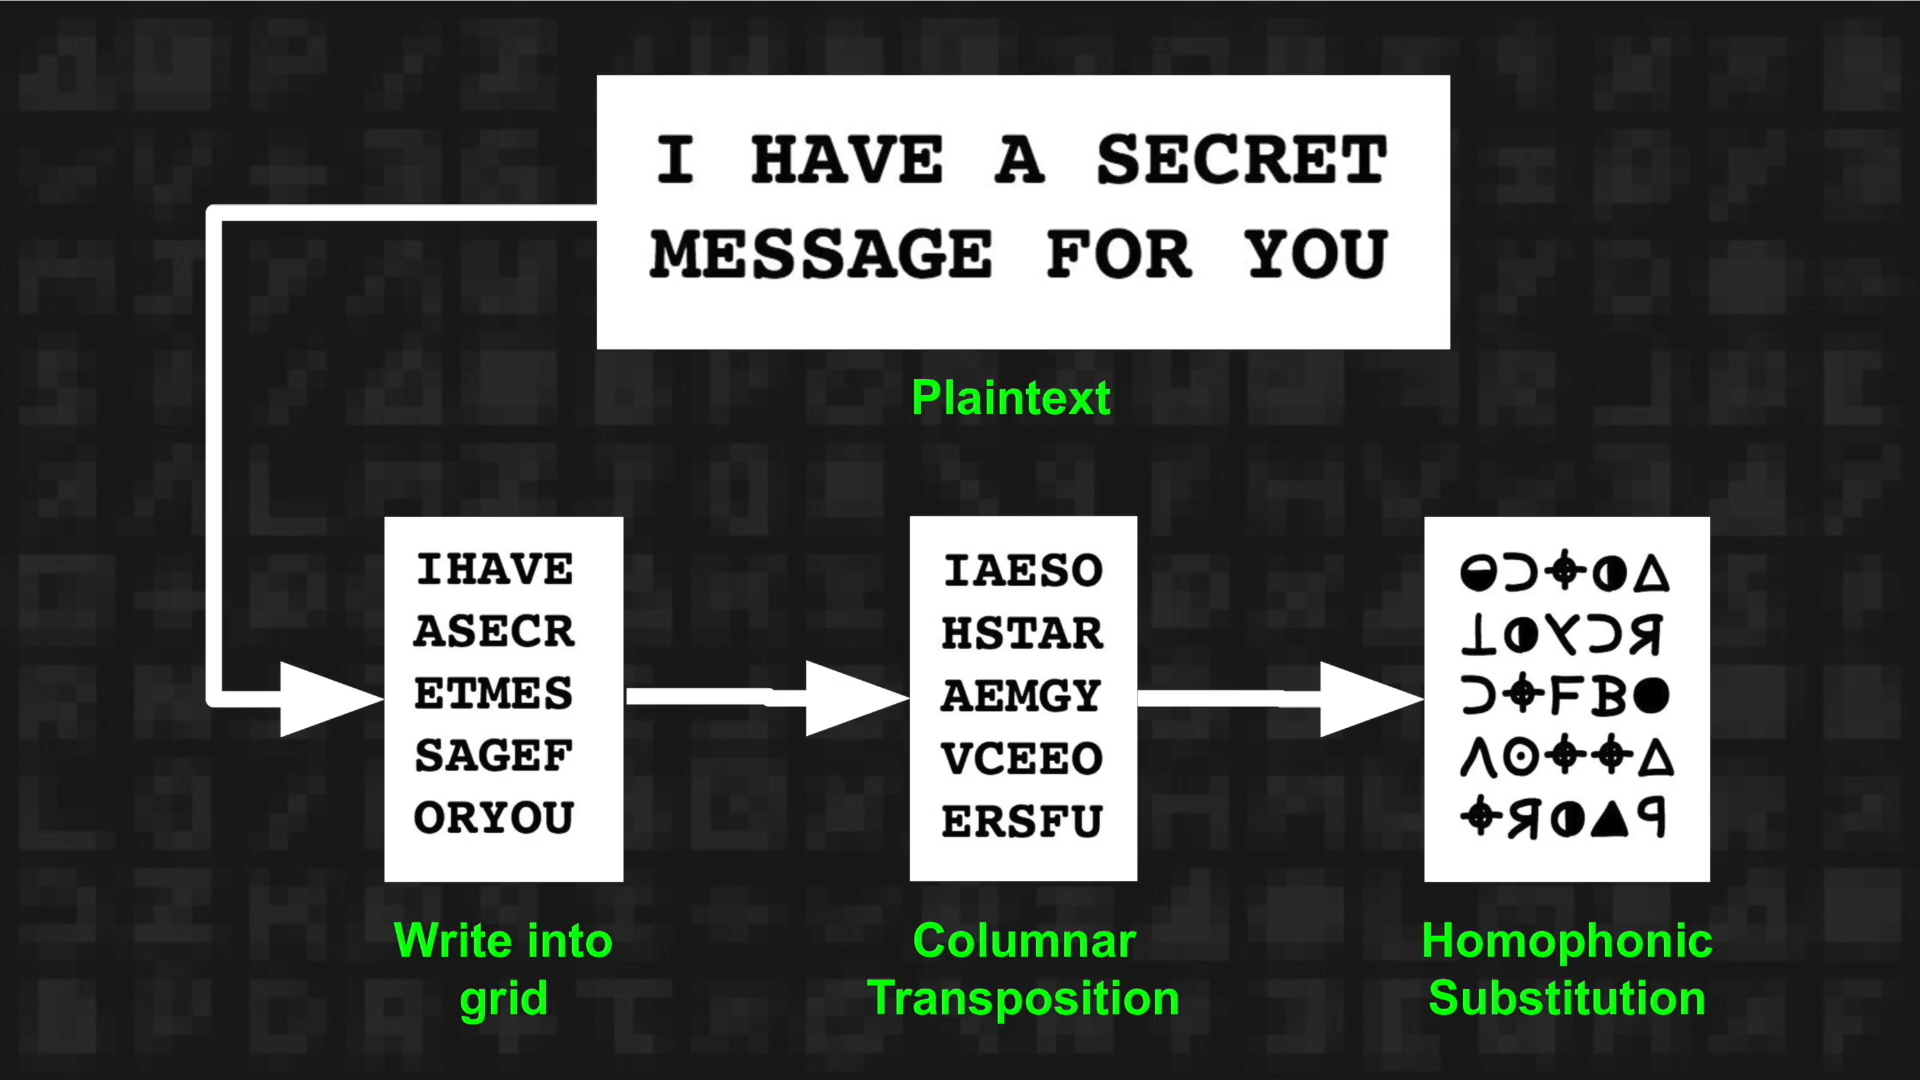 I HAVE A SECRET
MESSAGE FOR YOU
Plaintext
IHAVE
ASECR
ETMES
SAGEF
ORYOU
Write into
grid
IAESO
HSTAR
AEMGY
VCEEO
ERSFU
Columnar
Transposition
Homophonic
Substitution